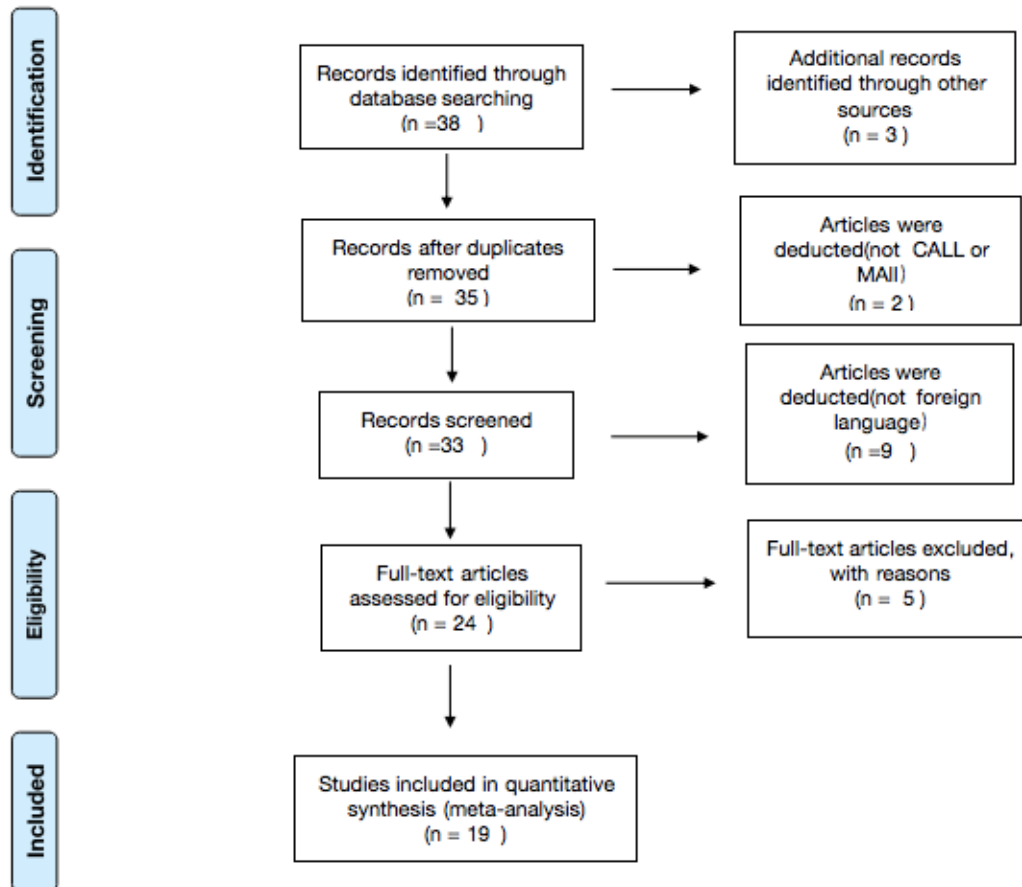 Identification
Records identified through
database searching
(n =38 )
Additional records
identified through other
sources
(n = 3 )
Screening
Records after duplicates
removed
(n = 35 )
Articles were
deducted(not CALL or
MAll)
(n = 2 )
Records screened
(n =33 )
Articles were
deducted(not foreign
language)
(n =9 )
Eligibility
Full-text articles
assessed for eligibility
(n = 24 )
Full-text articles excluded,
with reasons
(n = 5 )
Included
Studies included in quantitative
synthesis (meta-analysis)
(n = 19 )